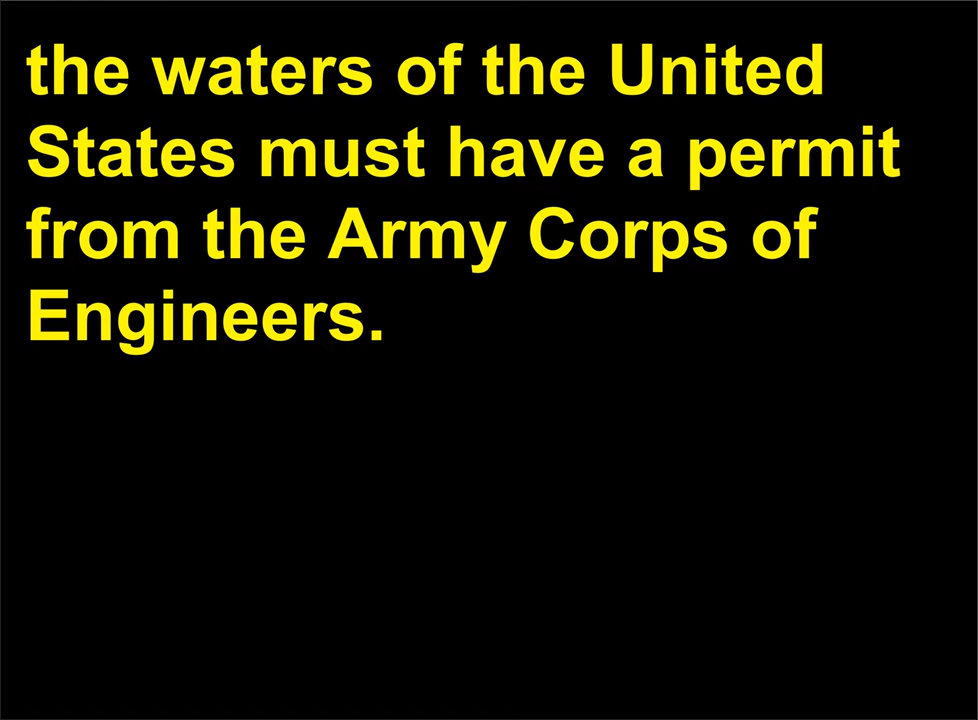 the waters of the United
States must have a permit
from the Army Corps of
Engineers.